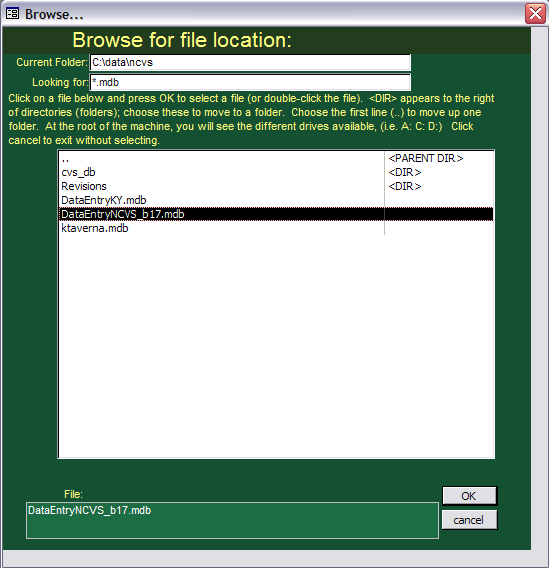 Browse...
Browse for file location:
Current Folder: C:\data\ncvs
Looking for: *.mdb
Click on a file below and press OK to select a file (or double-click the file).  <DIR> appears to the right
of directories (folders); choose these to move to a folder.  Choose the first line (..) to move up one
folder.  At the root of the machine, you will see the different drives available, (i.e. A: C: D:)   Click
cancel to exit without selecting.
.. <PARENT DIR>
cvs_db <DIR>
Revisions <DIR>
DataEntryKY.mdb
DataEntryNCVS_b17.mdb
ktaverna.mdb
File:
OK
DataEntryNCVS_b17.mdb
cancel